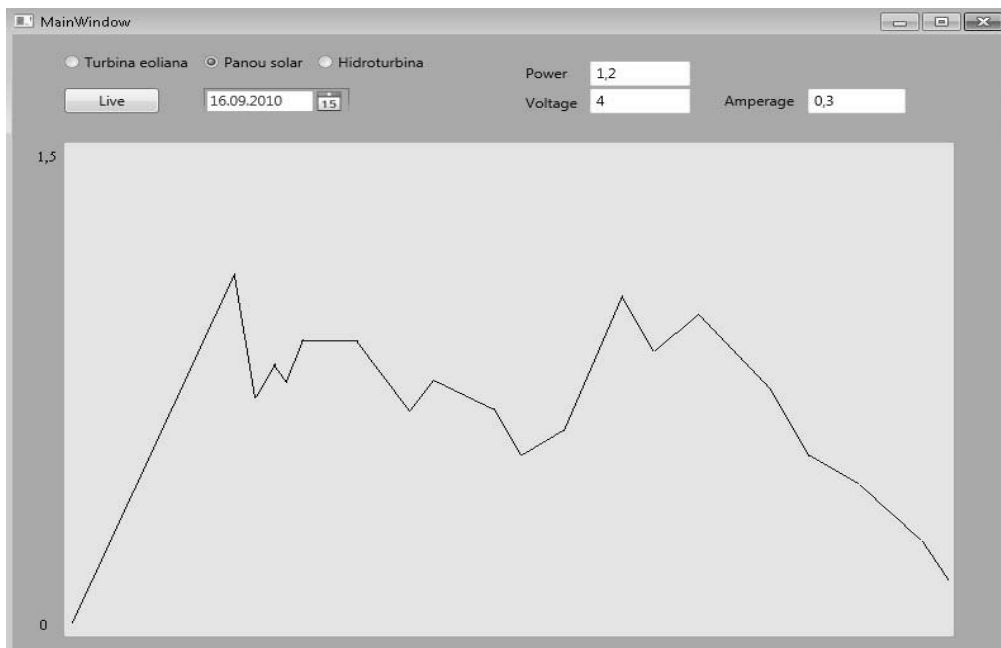 MainWindow
Turbina eoliana Panou solar Hidroturbina
Power 1,2
Live 16.09.2010 15 Voltage 4 Amperage 0,3
1,5
0